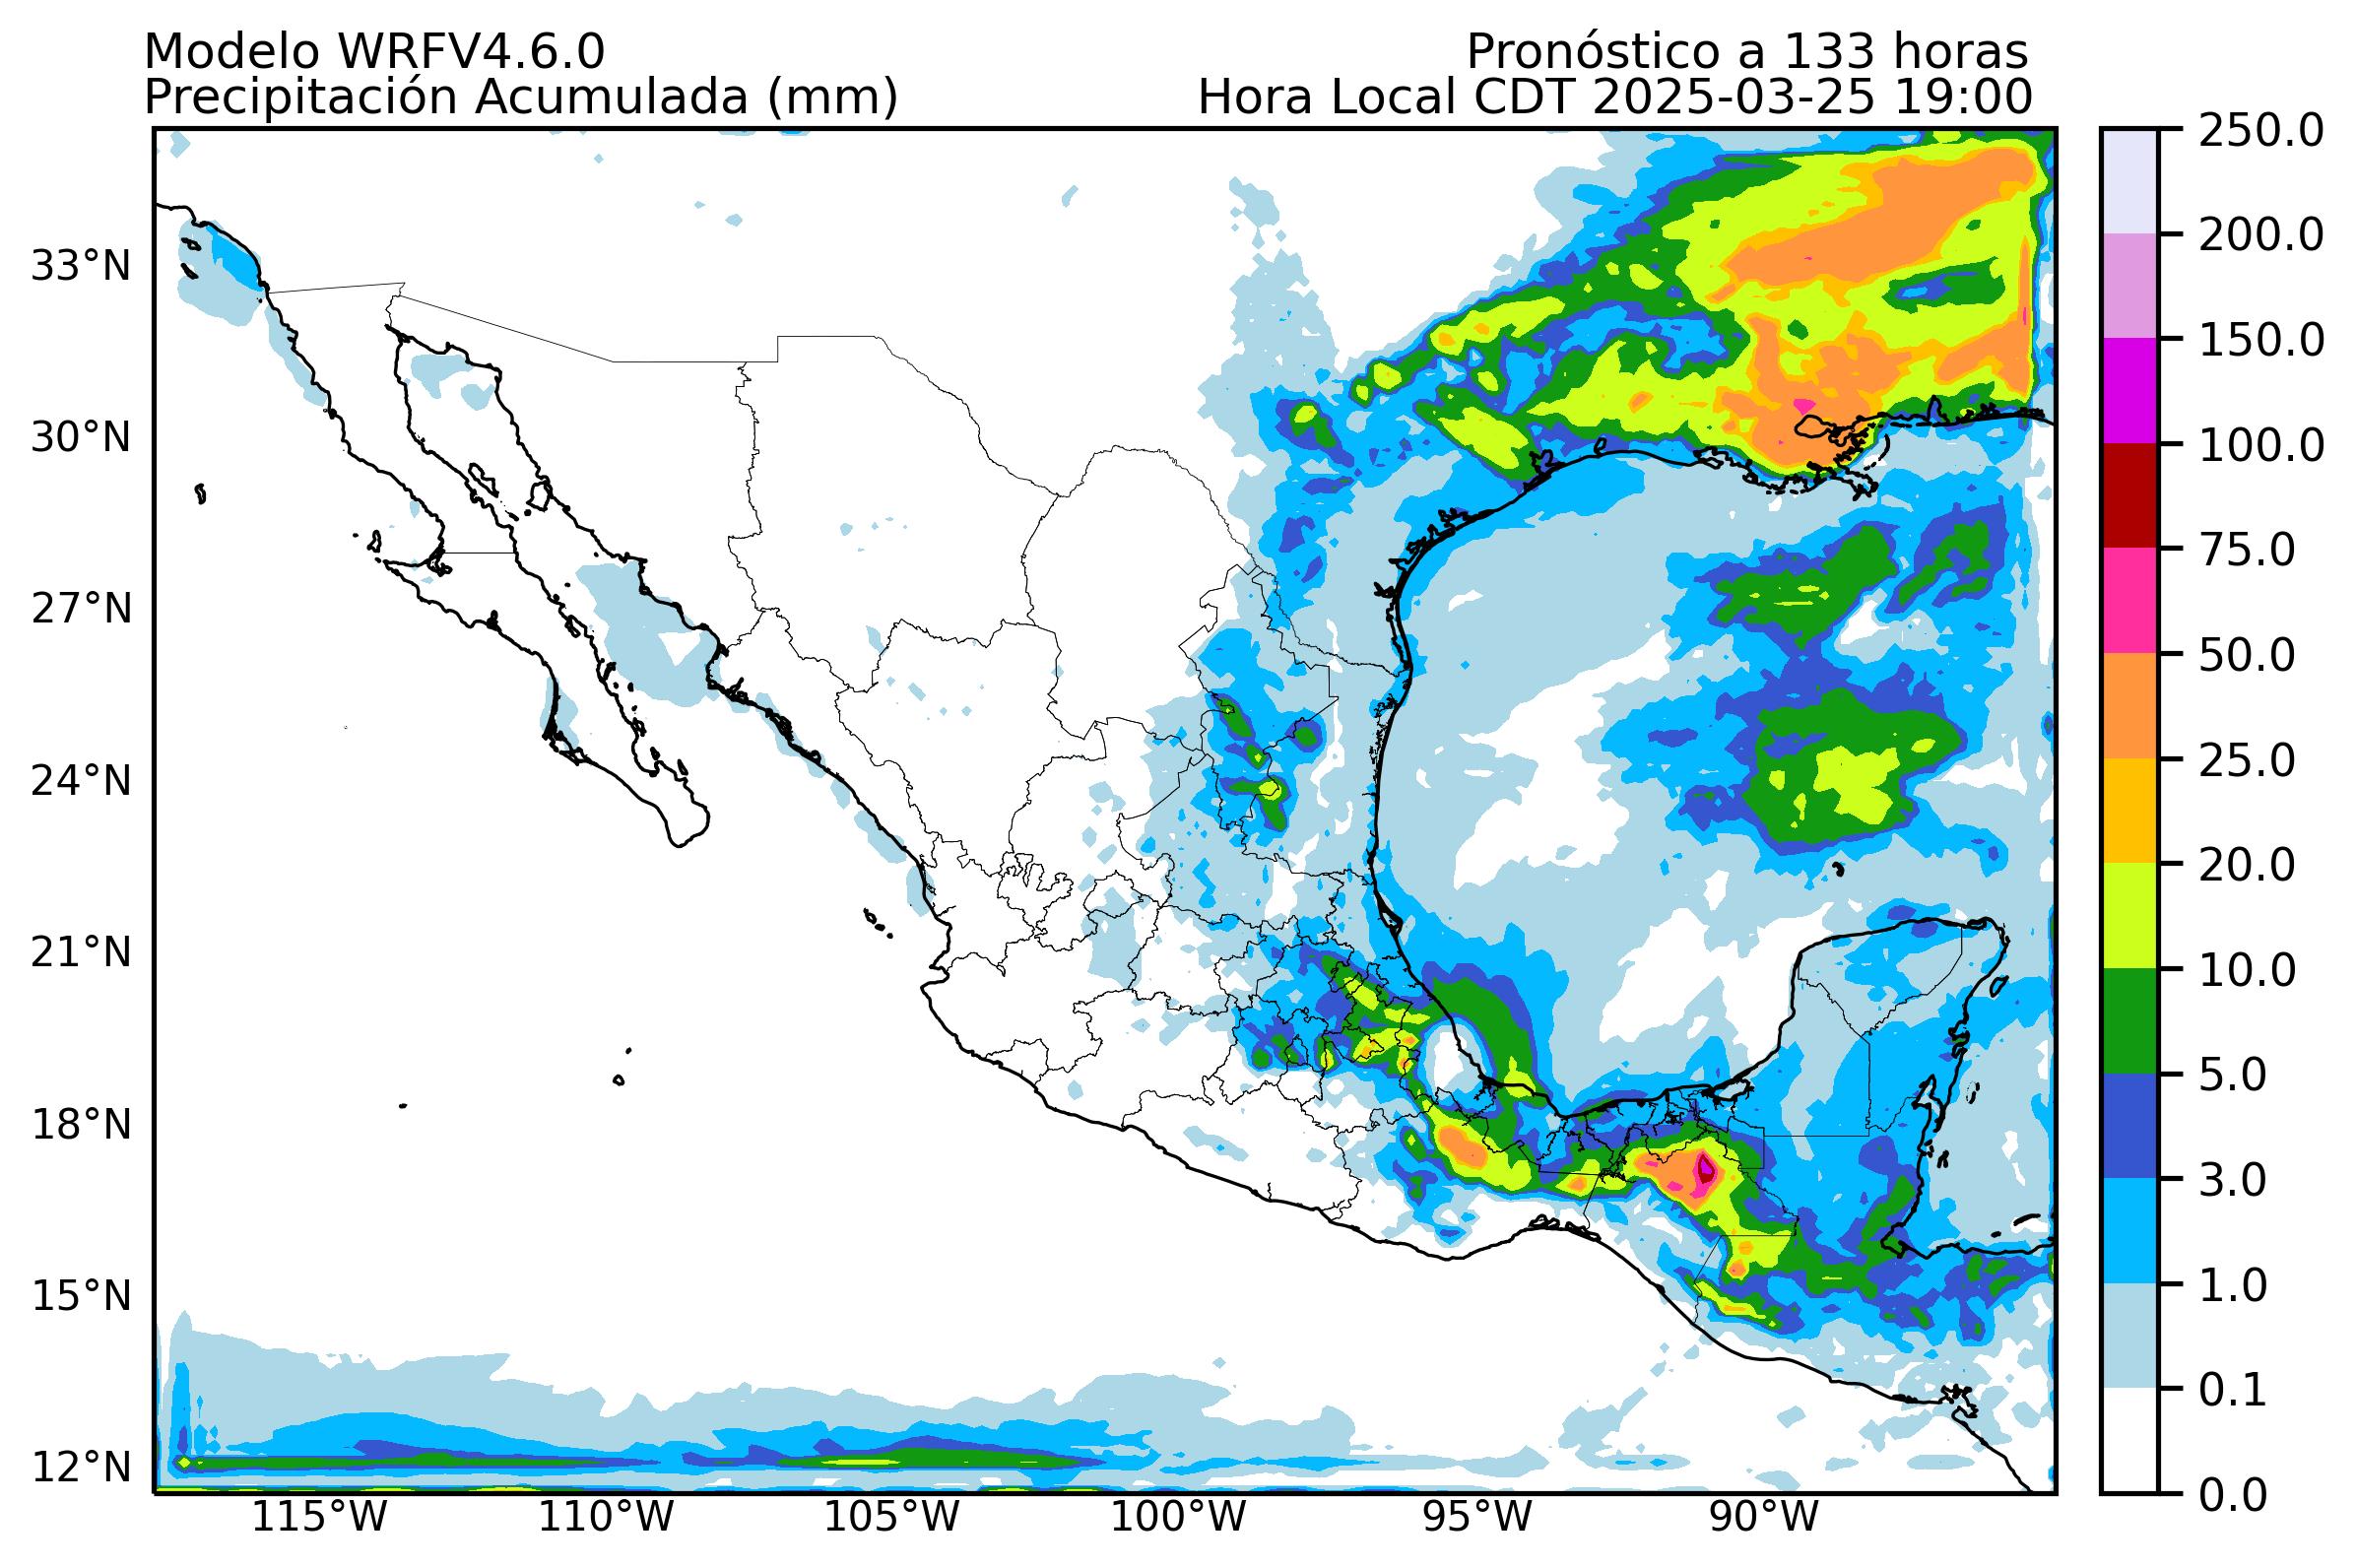 Modelo WRFV4.6.0
Pronóstico a 133 horas
Precipitación Acumulada (mm)
Hora Local CDT 2025-03-25 19:00
250.0
200.0
150.0
100.0
75.0
50.0
25.0
20.0
10.0
5.0
3.0
1.0
0.1
0.0
33°N
30°N
27°N
24°N
21°N
18°N
15°N
12°N
115°W
110°W
105°W
100°W
95°W
90°W